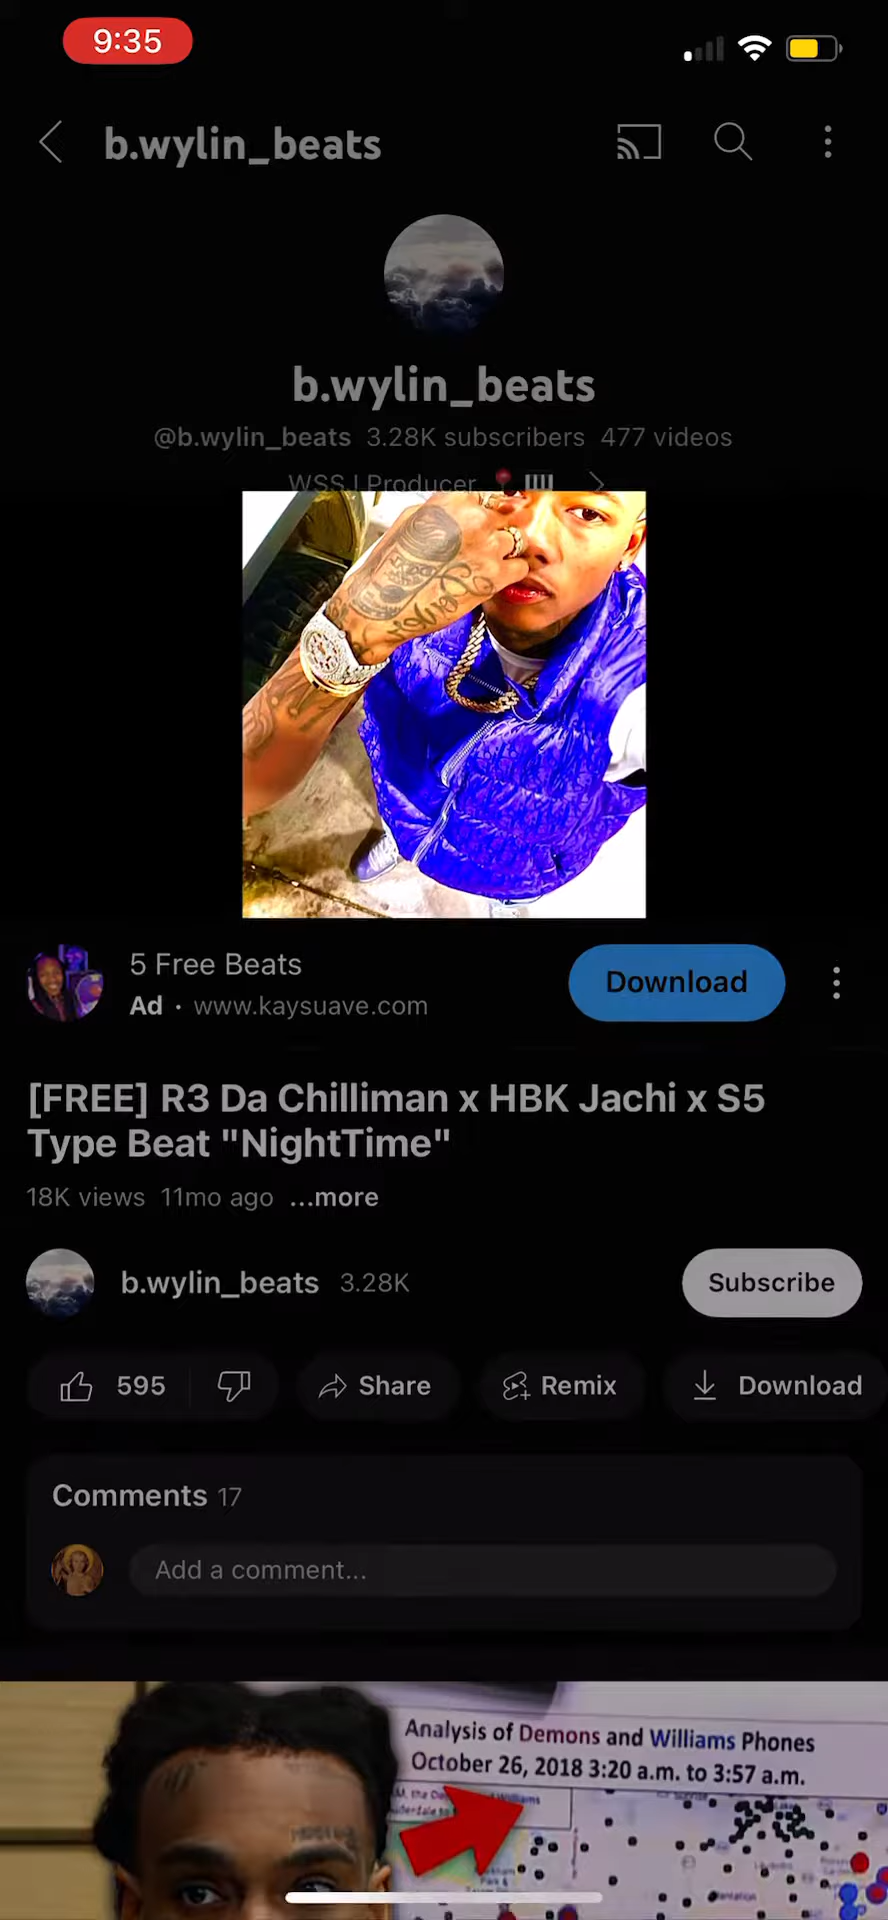 9:35
b.wylin_beats
b.wylin_beats
@b.wylin_beats 3.28K subscribers 477 videos
WSS | Producer
5 Free Beats
Download
Ad · www.kaysuave.com
[FREE] R3 Da Chilliman x HBK Jachi x S5
Type Beat "NightTime"
18K views 11mo ago ...more
b.wylin_beats 3.28K
Subscribe
595 Share Remix Download
Comments 17
Add a comment...
Analysis of Demons and Williams Phones
October 26, 2018 3:20 a.m. to 3:57 a.m.